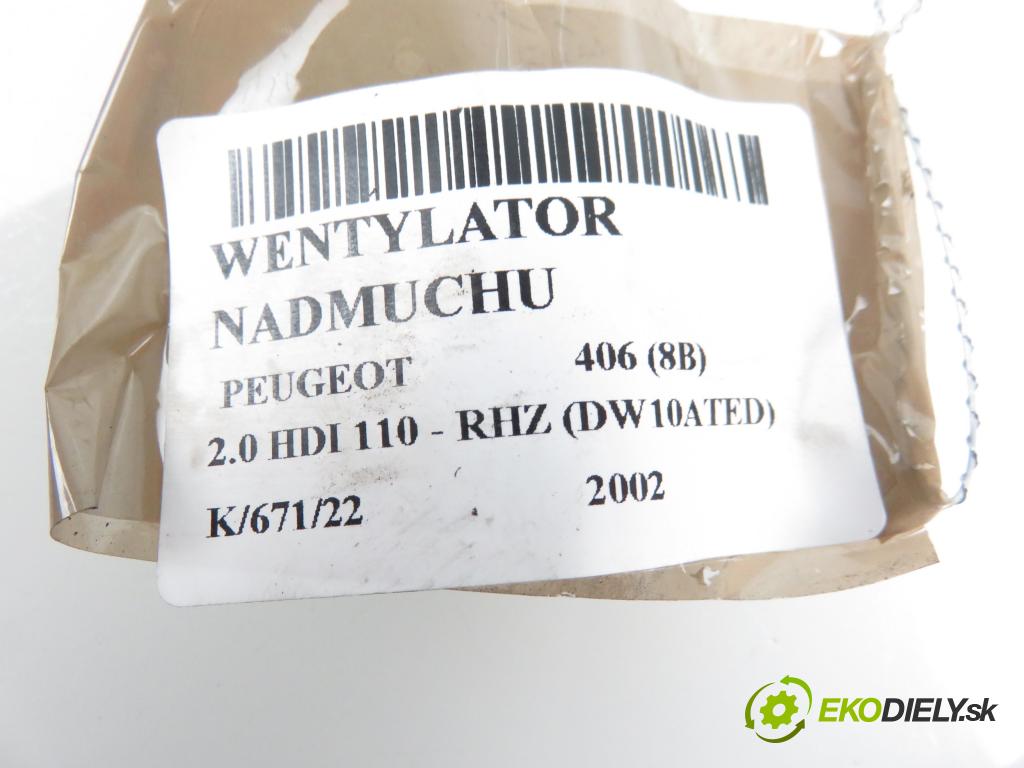 WENTYLATOR
NADMUCHU
PEUGEOT 406 (8B)
2.0 HDI 110 - RHZ (DW10ATED)
K/671/22 2002
EKODIELY.sk